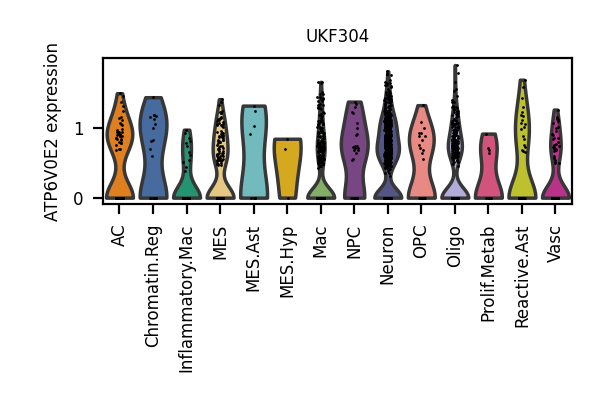 UKF304
ATP6V0E2 expression
1
0
AC
Chromatin.Reg
Inflammatory.Mac
MES
MES.Ast
MES.Hyp
Mac
NPC
Neuron
OPC
Oligo
Prolif.Metab
Reactive.Ast
Vasc